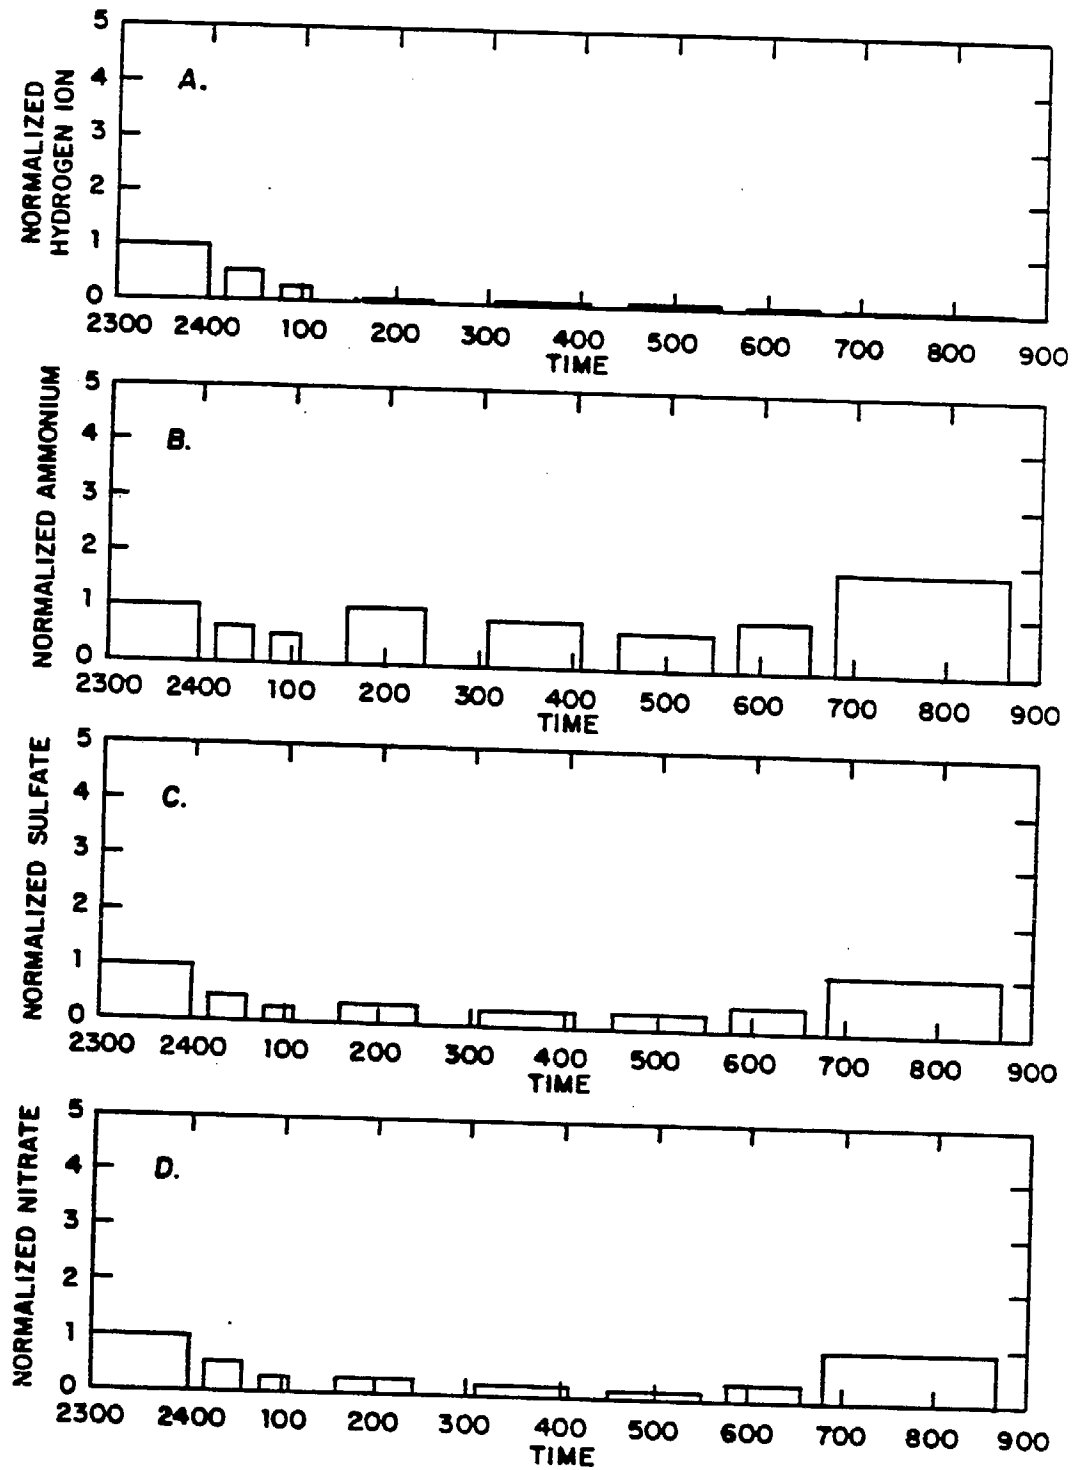 NORMALIZED
HYDROGEN ION
5
4
3
2
1
0
A.
2300 2400 100 200 300 400 500 600 700 800 900
TIME
NORMALIZED AMMONIUM
5
4
3
2
1
0
B.
2300 2400 100 200 300 400 500 600 700 800 900
TIME
NORMALIZED SULFATE
5
4
3
2
1
0
C.
2300 2400 100 200 300 400 500 600 700 800 900
TIME
NORMALIZED NITRATE
5
4
3
2
1
0
D.
2300 2400 100 200 300 400 500 600 700 800 900
TIME